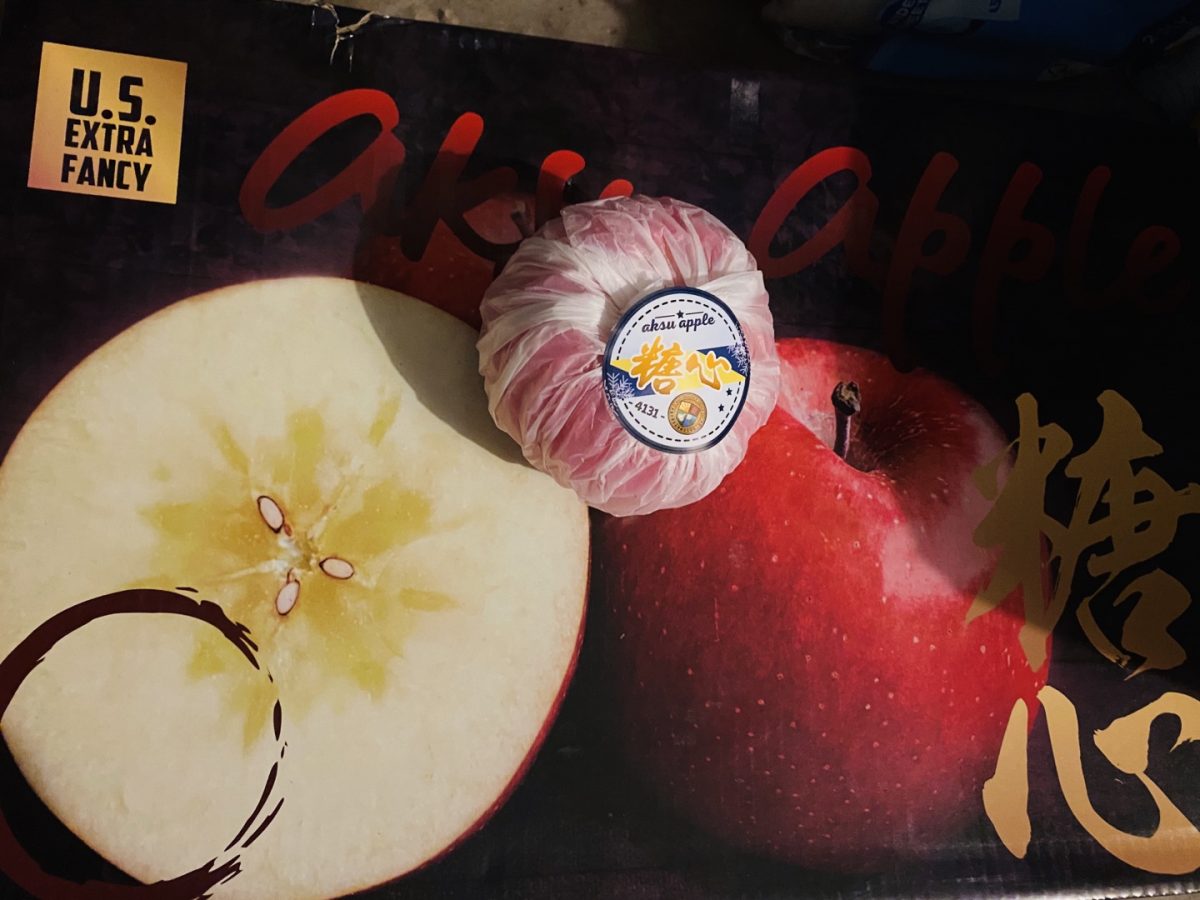 U.S.
EXTRA
FANCY
aksu apple
aksu apple
糖心
- 4131 -
糖
心